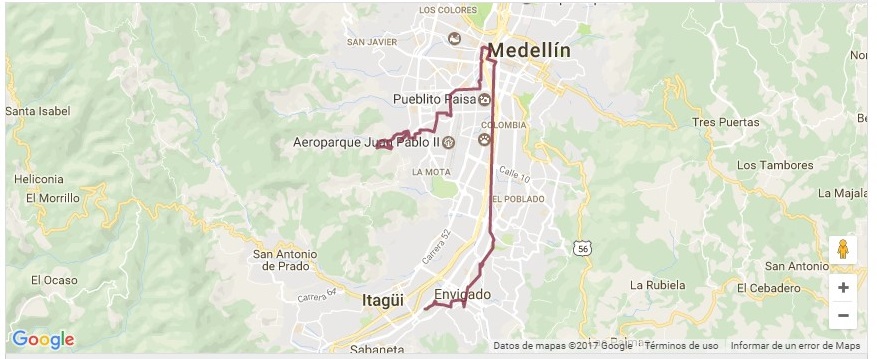 LOS COLORES
SAN JAVIER
Medellín
Santa Isabel
Pueblito Paisa
COLOMBIA
Tres Puertas
Aeroparque Juan Pablo II
Los Tambores
Heliconia
LA MOTA
Calle 10
El Morrillo
EL POBLADO
La Majala
Carrera 52
56
San Antonio
de Prado
San Antonio
El Ocaso
Carrera 64
Itagüi
Envigado
La Rubiela
El Cebadero
Sabaneta
Google
Datos de mapas ©2017 Google
Términos de uso
Informar de un error de Maps